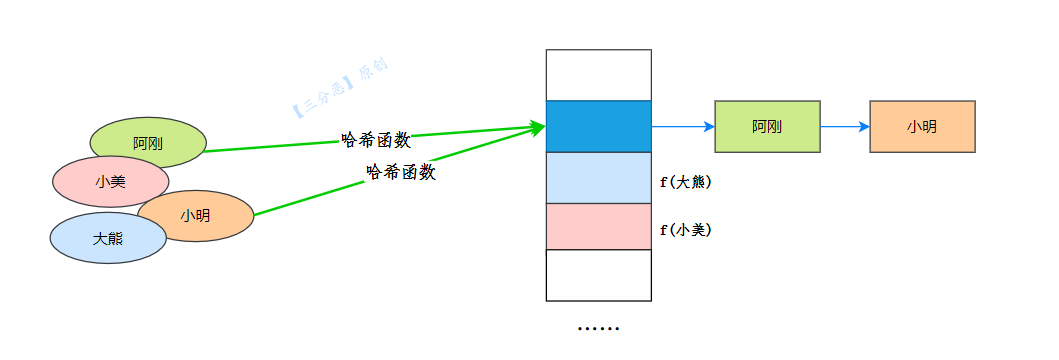 【三分恶】原创
阿刚
小美
小明
大熊
哈希函数
哈希函数
阿刚
小明
f(大熊)
f(小美)
......